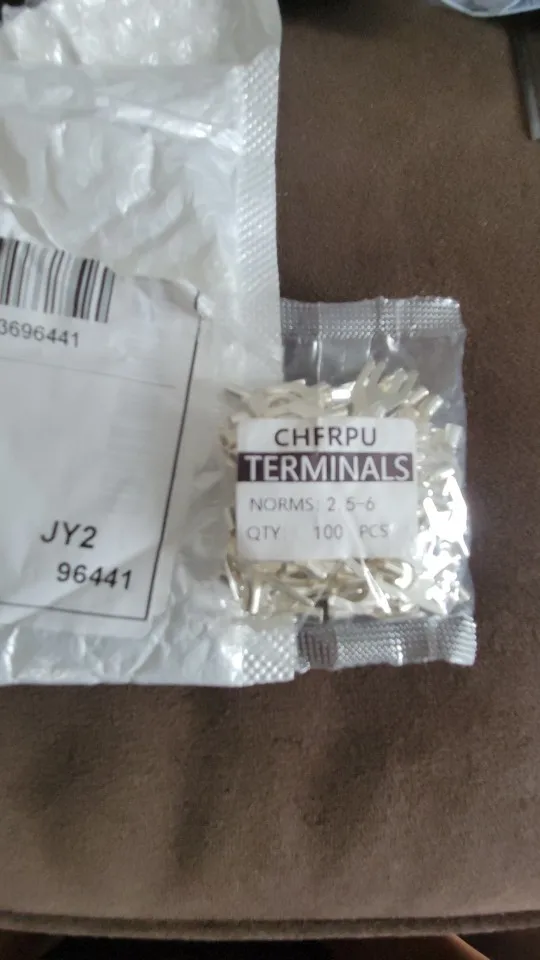 3696441
JY2
96441
CHFRPU
TERMINALS
NORMS: 2.5-6
QTY: 100 PCS